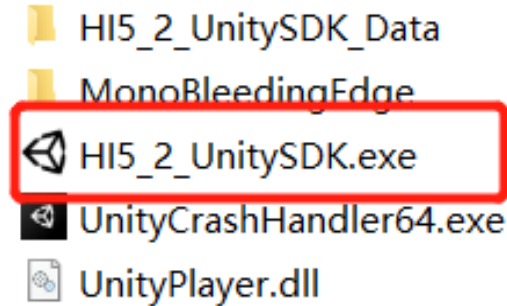 HI5_2_UnitySDK_Data
MonoBleedingEdge
HI5_2_UnitySDK.exe
UnityCrashHandler64.exe
UnityPlayer.dll